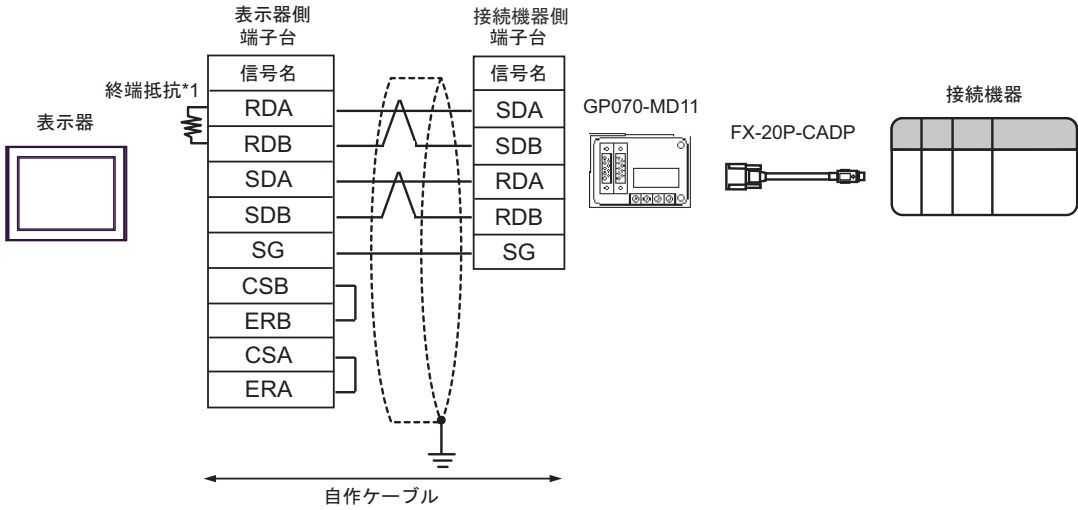 表示器側
端子台
接続機器側
端子台
信号名
信号名
終端抵抗*1
RDA
SDA
GP070-MD11
接続機器
表示器
FX-20P-CADP
RDB
SDB
SDA
RDA
SDB
RDB
SG
SG
CSB
ERB
CSA
ERA
自作ケーブル